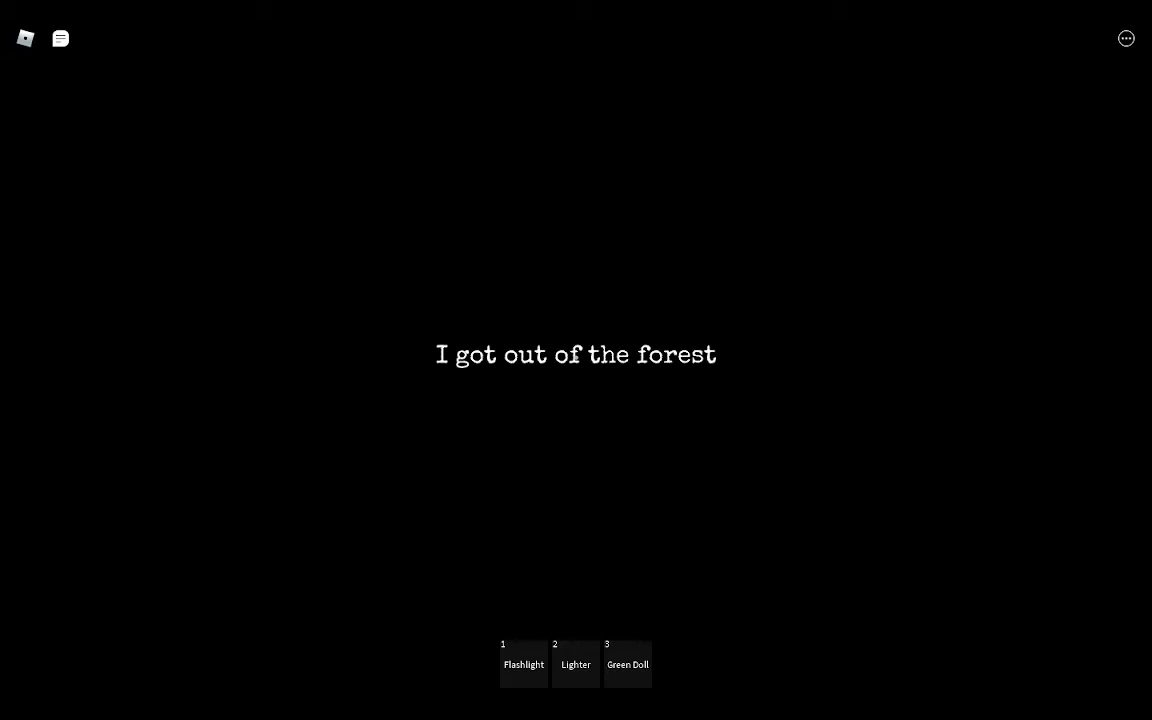 I got out of the forest
1
Flashlight
2
Lighter
3
Green Doll